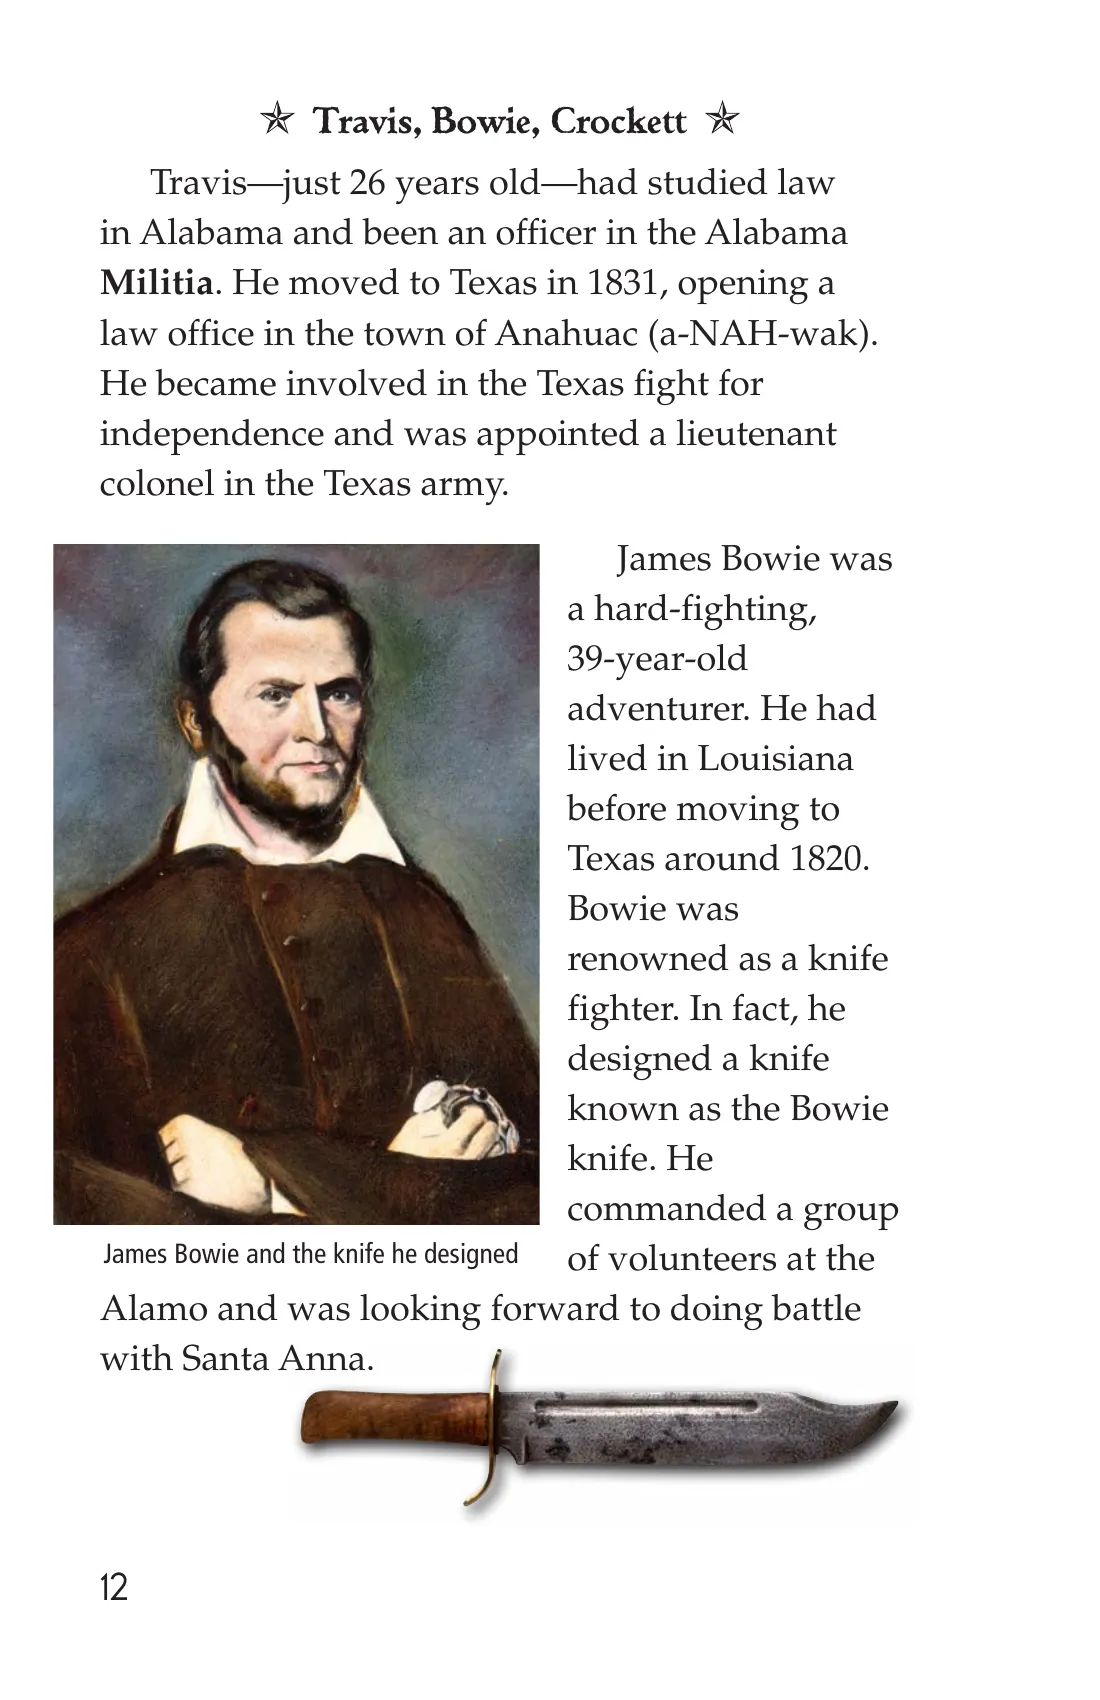 ✯ Travis, Bowie, Crockett ✯
Travis—just 26 years old—had studied law
in Alabama and been an officer in the Alabama
Militia. He moved to Texas in 1831, opening a
law office in the town of Anahuac (a-NAH-wak).
He became involved in the Texas fight for
independence and was appointed a lieutenant
colonel in the Texas army.
James Bowie was
a hard-fighting,
39-year-old
adventurer. He had
lived in Louisiana
before moving to
Texas around 1820.
Bowie was
renowned as a knife
fighter. In fact, he
designed a knife
known as the Bowie
knife. He
commanded a group
of volunteers at the
Alamo and was looking forward to doing battle
with Santa Anna.
James Bowie and the knife he designed
12